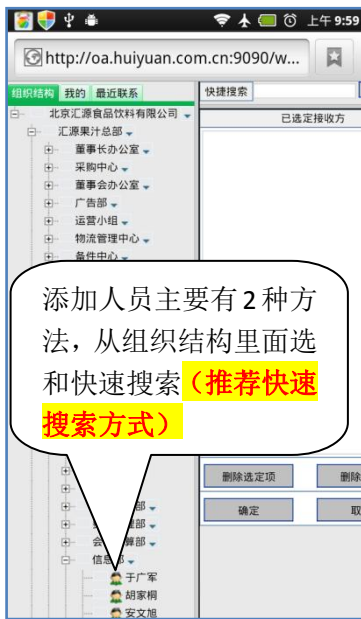 上午 9:59
http://oa.huiyuan.com.cn:9090/w...
组织结构 我的 最近联系
快捷搜索
北京汇源食品饮料有限公司
已选定接收方
汇源果汁总部
董事长办公室
采购中心
董事会办公室
广告部
运营小组
物流管理中心
备件中心
添加人员主要有 2 种方
法，从组织结构里面选
和快速搜索（推荐快速
搜索方式）
删除选定项 删除
确定 取
部
理部
会 算部
信息 部
于广军
胡家桐
安文旭